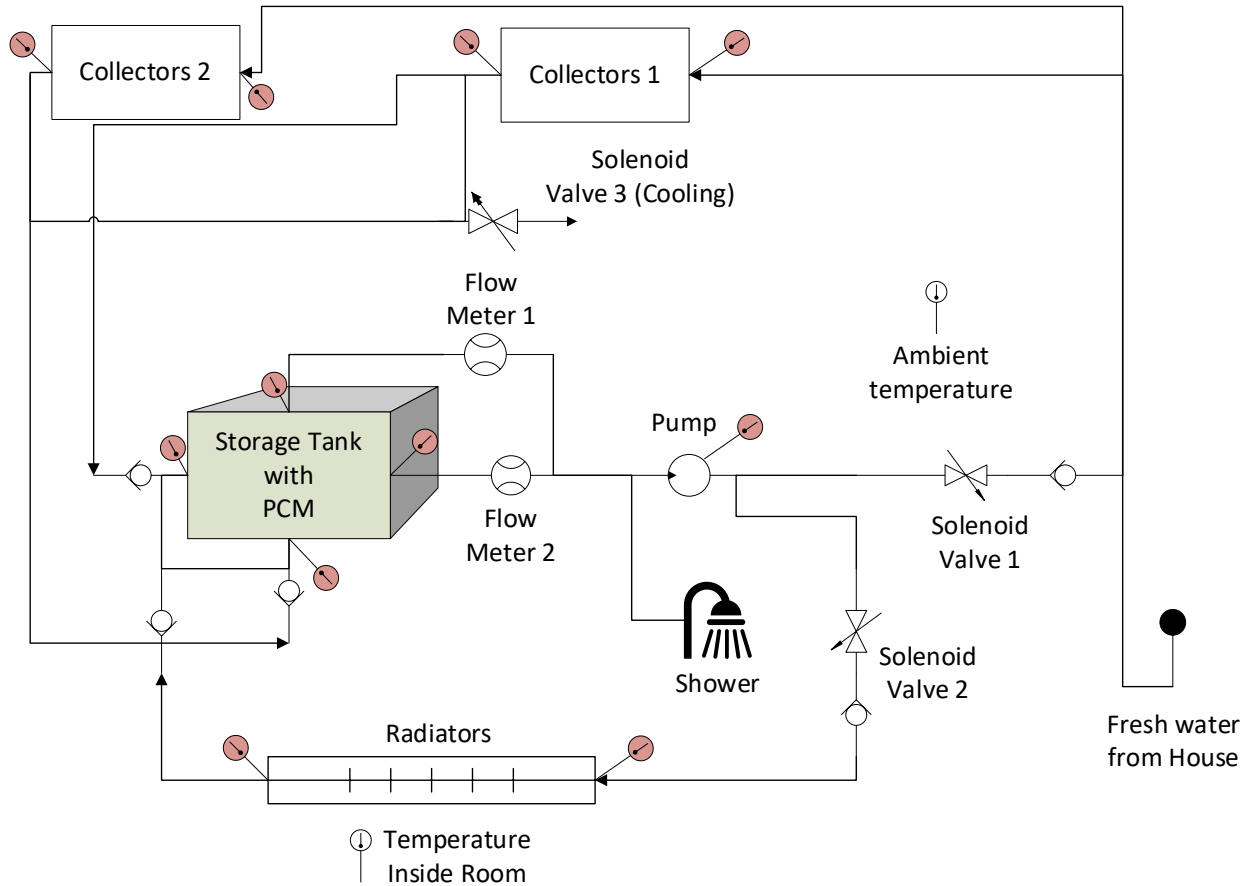 Collectors 2
Collectors 1
Solenoid
Valve 3 (Cooling)
Flow
Meter 1
Ambient
temperature
Storage Tank
with
PCM
Pump
Flow
Meter 2
Solenoid
Valve 1
Shower
Solenoid
Valve 2
Radiators
Fresh water
from House
Temperature
Inside Room